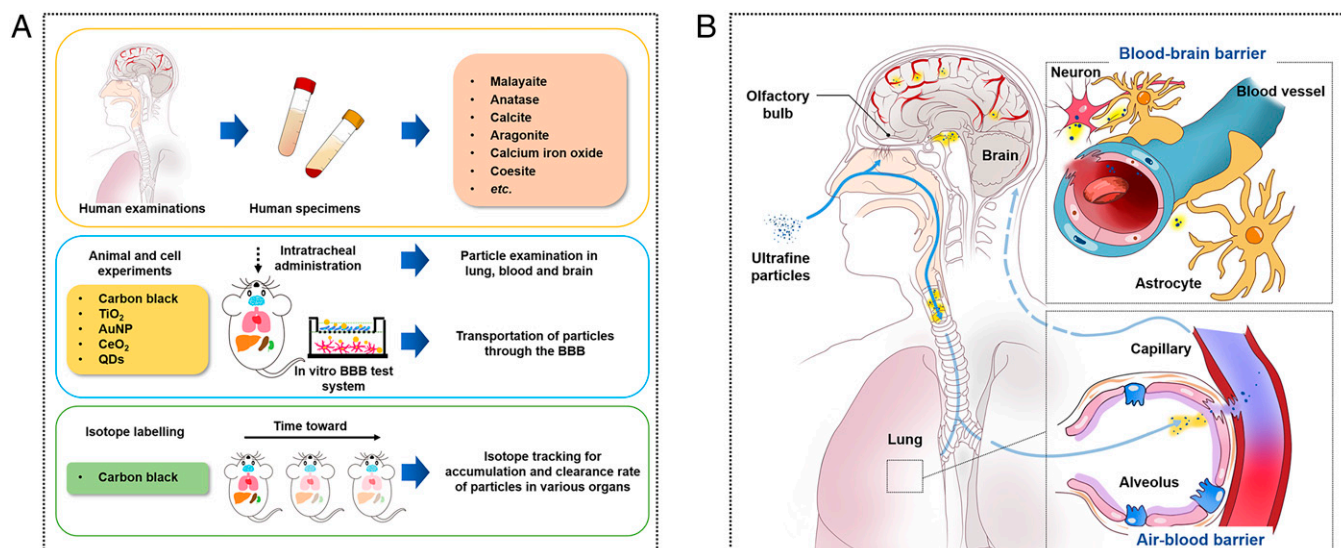 A
Human examinations
Human specimens
• Malayaite
• Anatase
• Calcite
• Aragonite
• Calcium iron oxide
• Coesite
• etc.
Animal and cell
experiments
• Carbon black
• TiO₂
• AuNP
• CeO₂
• QDs
Intratracheal
administration
In vitro BBB test
system
Particle examination in
lung, blood and brain
Transportation of particles
through the BBB
Isotope labelling
• Carbon black
Time toward
Isotope tracking for
accumulation and clearance rate
of particles in various organs
B
Olfactory
bulb
Brain
Ultrafine
particles
Lung
Blood-brain barrier
Neuron
Blood vessel
Astrocyte
Capillary
Alveolus
Air-blood barrier